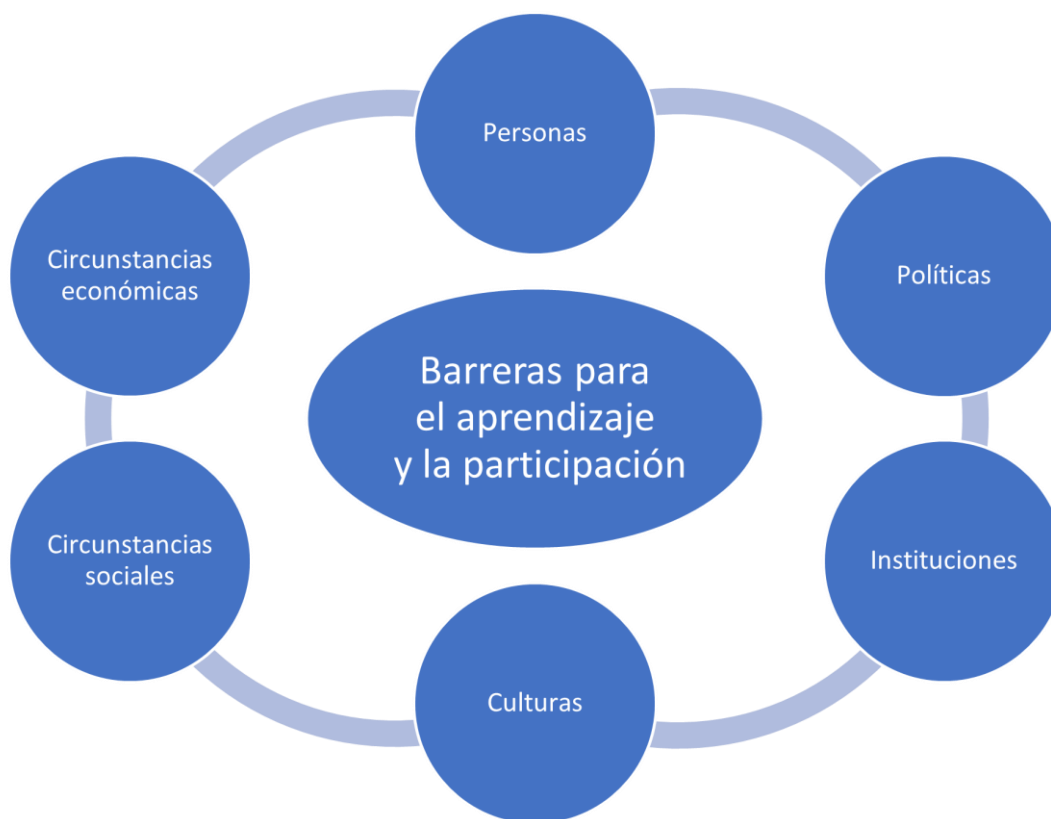 Personas
Circunstancias
económicas
Políticas
Barreras para
el aprendizaje
y la participación
Circunstancias
sociales
Instituciones
Culturas